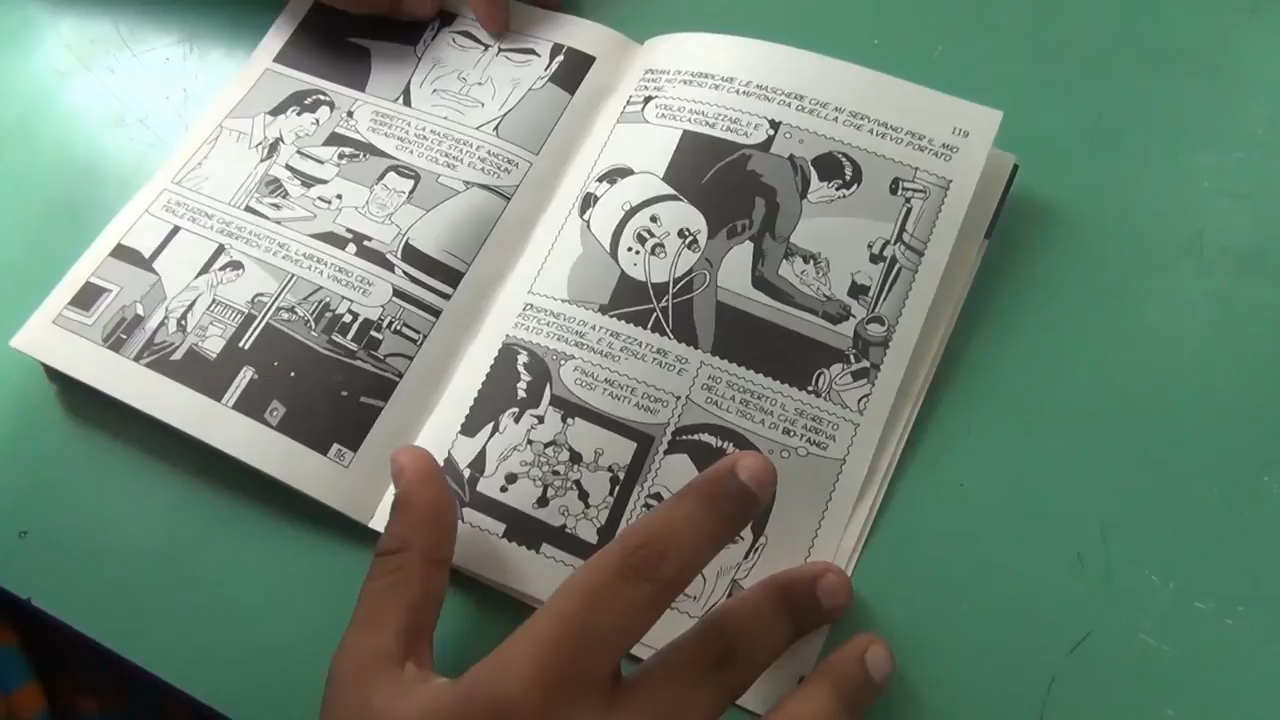 PERFETTA. LA MASCHERA E' ANCORA
PERFETTA. NON C'E' STATO NESSUN
DECADIMENTO DI FORMA, ELASTI-
CITA' O COLORE.
L'INTUIZIONE CHE HO AVUTO NEL LABORATORIO CEN-
TRALE DELLA GEBERTECH SI E' RIVELATA VINCENTE!
116
119
"PRIMA DI FABBRICARE LE MASCHERE CHE MI SERVIVANO PER IL MIO
PIANO, HO PRESO DEI CAMPIONI DA QUELLA CHE AVEVO PORTATO
CON ME..."
VOGLIO ANALIZZARLI! E'
UN'OCCASIONE UNICA!
"DISPONEVO DI ATTREZZATURE SO-
FISTICATISSIME... E IL RISULTATO E'
STATO STRAORDINARIO."
FINALMENTE, DOPO
COSI' TANTI ANNI!
HO SCOPERTO IL SEGRETO
DELLA RESINA CHE ARRIVA
DALL'ISOLA DI BO-TANG!